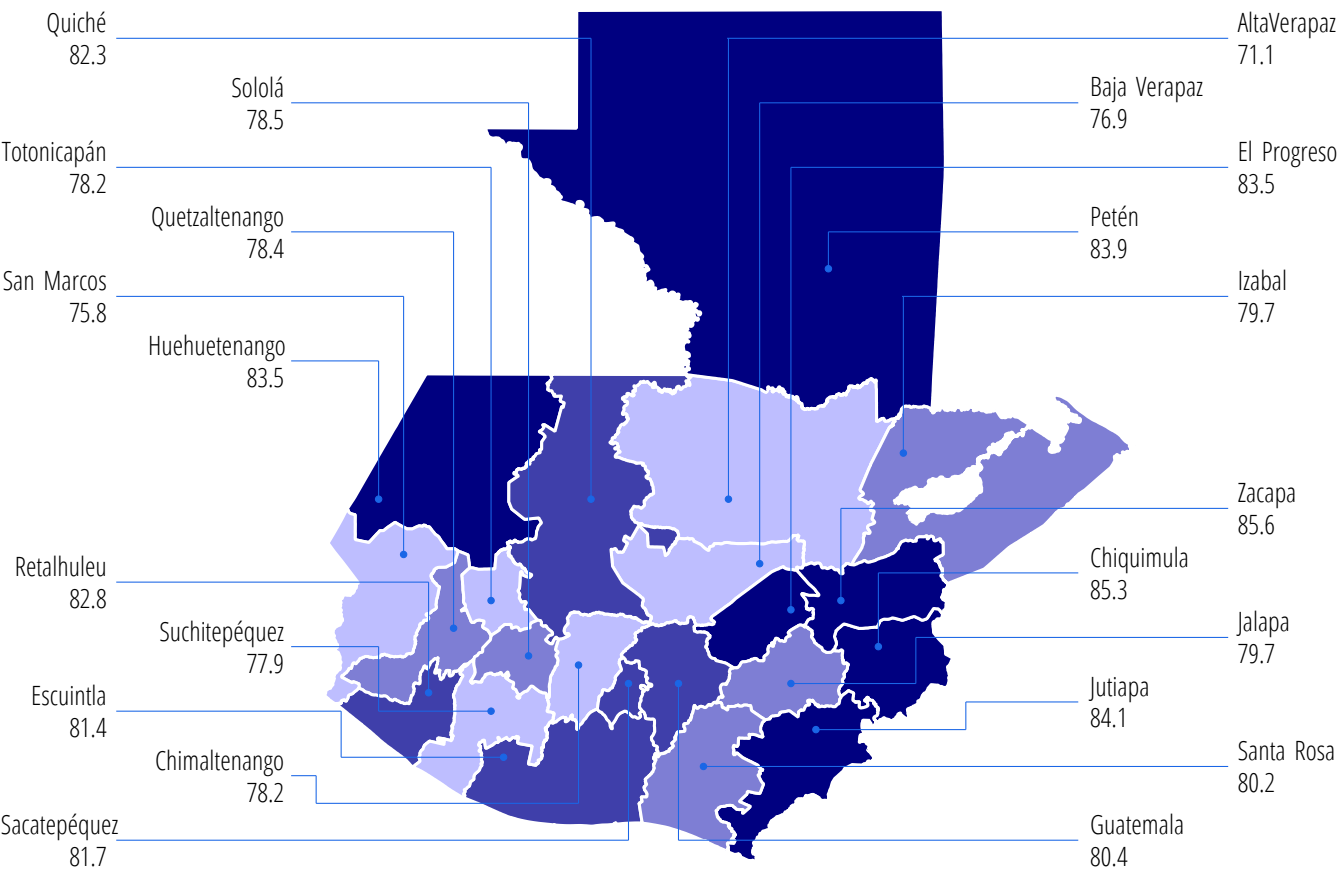 Quiché
82.3
Sololá
78.5
Totonicapán
78.2
Quetzaltenango
78.4
San Marcos
75.8
Huehuetenango
83.5
Retalhuleu
82.8
Suchitepéquez
77.9
Escuintla
81.4
Chimaltenango
78.2
Sacatepéquez
81.7
AltaVerapaz
71.1
Baja Verapaz
76.9
El Progreso
83.5
Petén
83.9
Izabal
79.7
Zacapa
85.6
Chiquimula
85.3
Jalapa
79.7
Jutiapa
84.1
Santa Rosa
80.2
Guatemala
80.4